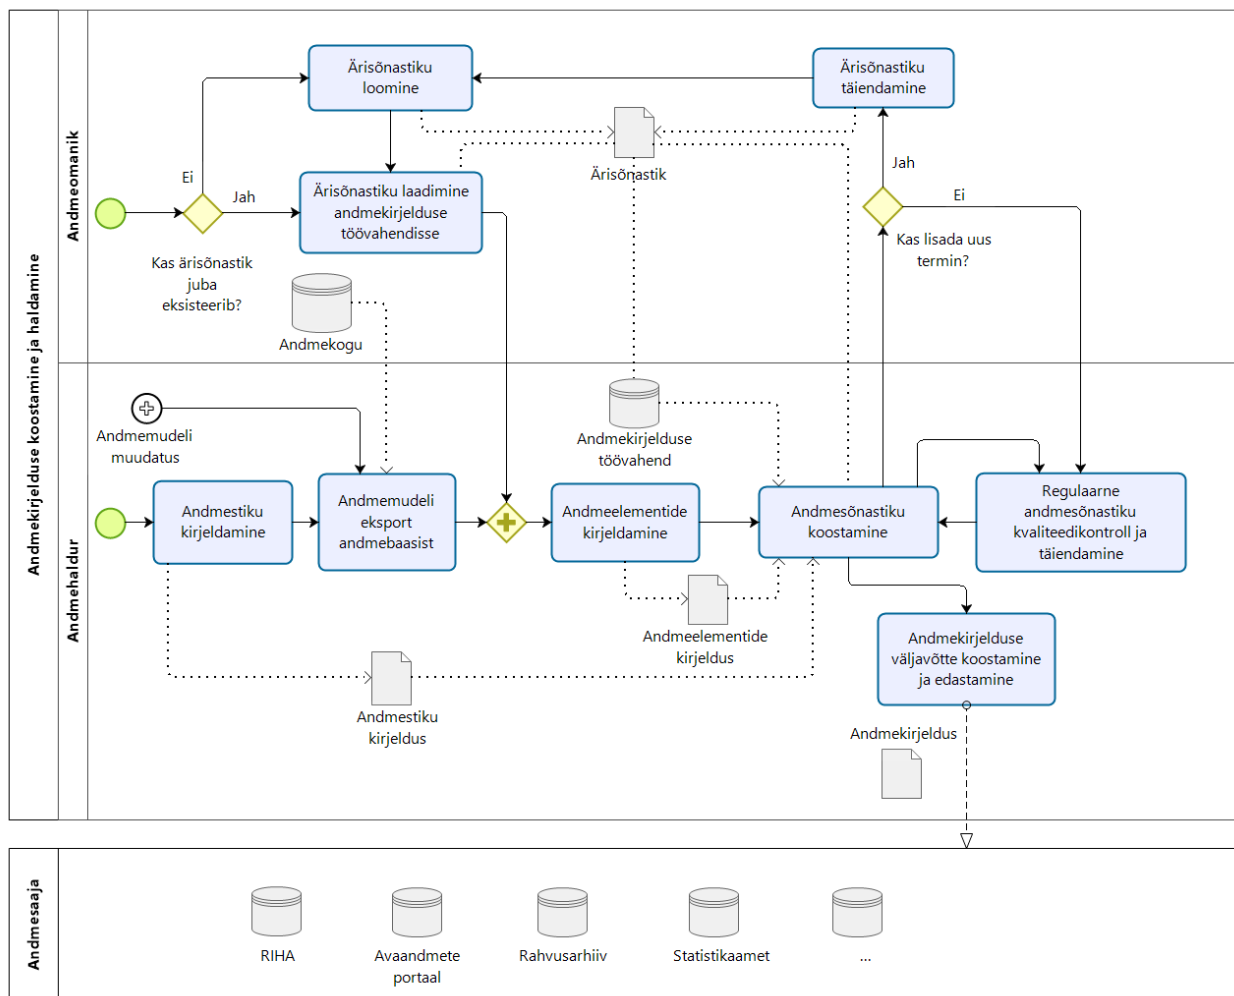 Andmekirjelduse koostamine ja haldamine
Andmeomanik
Ärisõnastiku
loomine
Ärisõnastiku
täiendamine
Ärisõnastik
Ei
Jah
Ärisõnastiku laadimine
andmekirjelduse
töövahendisse
Kas ärisõnastik
juba
eksisteerib?
Jah
Ei
Kas lisada uus
termin?
Andmekogu
Andmehaldur
Andmemudeli
muudatus
Andmekirjelduse
töövahend
Andmestiku
kirjeldamine
Andmemudeli
eksport
andmebaasist
Andmeelementide
kirjeldamine
Andmesõnastiku
koostamine
Regulaarne
andmesõnastiku
kvaliteedikontroll ja
täiendamine
Andmeelementide
kirjeldus
Andmekirjelduse
väljavõtte koostamine
ja edastamine
Andmestiku
kirjeldus
Andmekirjeldus
Andmesaaja
RIHA
Avaandmete
portaal
Rahvusarhiiv
Statistikaamet
...